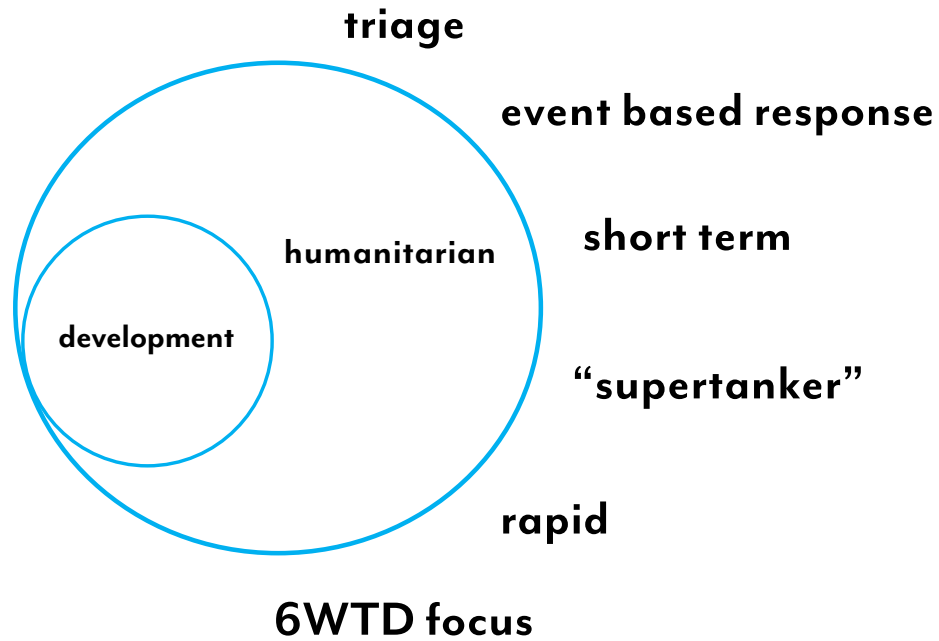 triage
event based response
short term
humanitarian
development
“supertanker”
rapid
6WTD focus